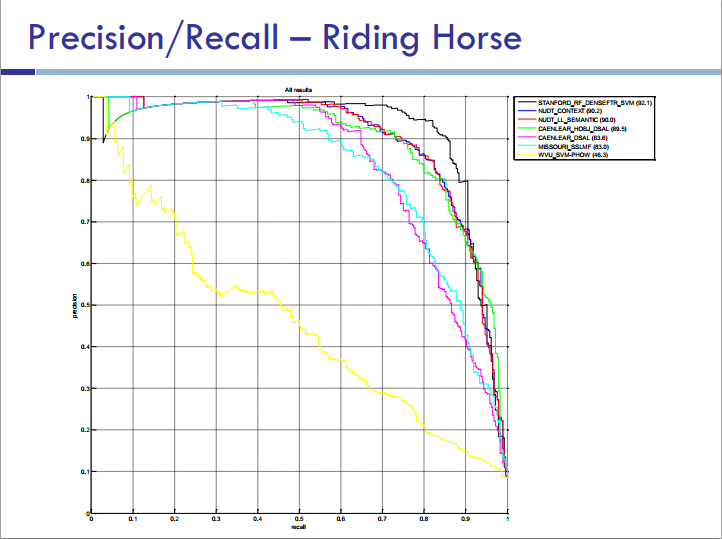 Precision/Recall – Riding Horse
All results
STANFORD_RF_DENSEFTR_SVM (92.1)
NUDT_CONTEXT (90.2)
NUDT_LL_SEMANTIC (90.0)
CAENLEAR_HOBJ_DSAL (89.5)
CAENLEAR_DSAL (83.6)
MISSOURI_SSLMF (83.0)
WVU_SVM-PHOW (46.3)
1
0.9
0.8
0.7
0.6
0.5
0.4
0.3
0.2
0.1
0
precision
0 0.1 0.2 0.3 0.4 0.5 0.6 0.7 0.8 0.9 1
recall